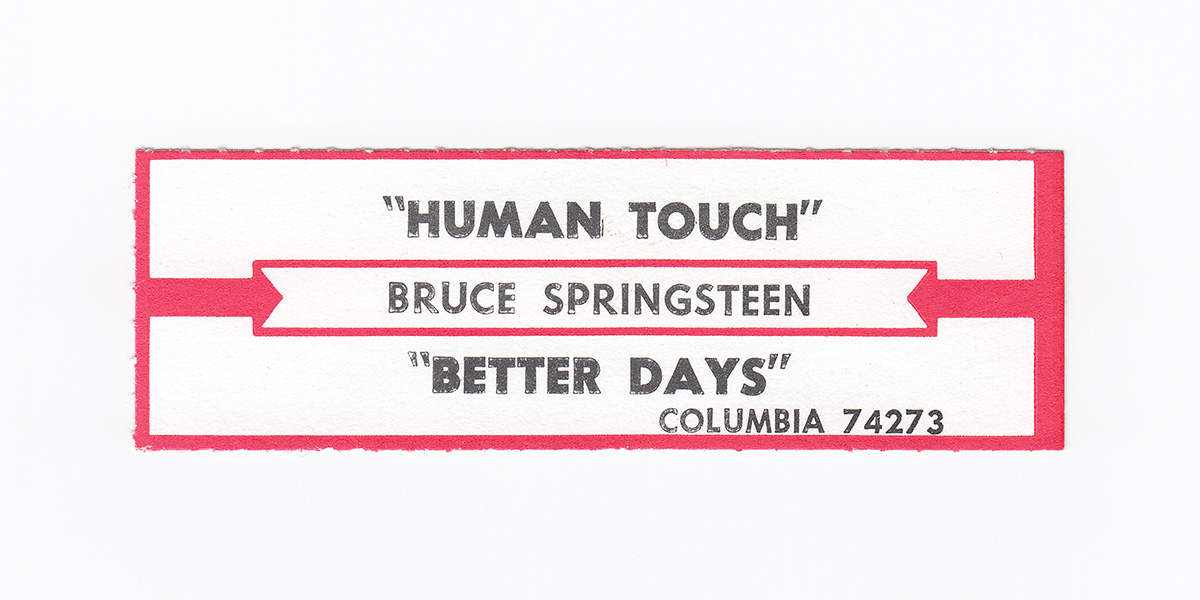 "HUMAN TOUCH"
BRUCE SPRINGSTEEN
"BETTER DAYS"
COLUMBIA 74273